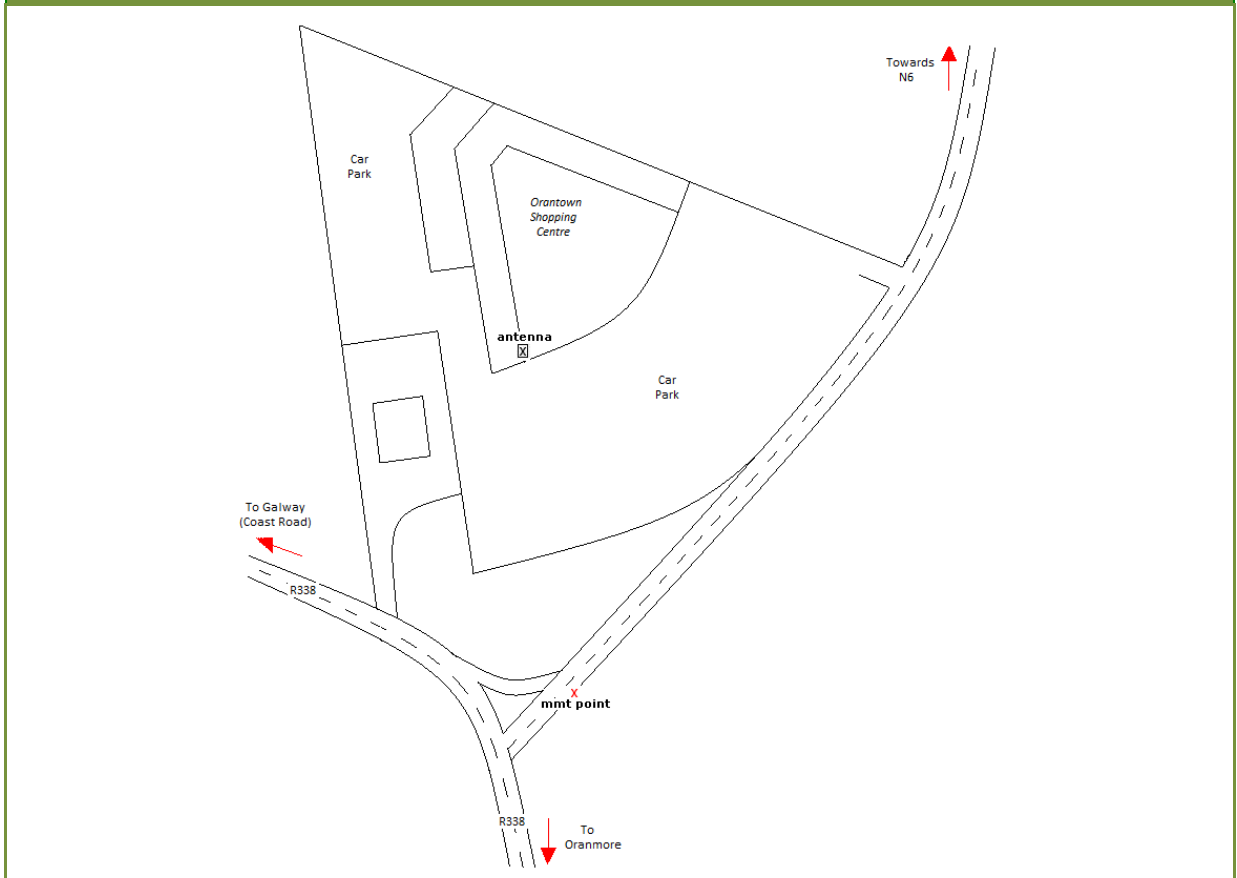 Towards
N6
Car
Park
Orantown
Shopping
Centre
antenna
X
Car
Park
To Galway
(Coast Road)
R338
X
mmt point
R338
To
Oranmore